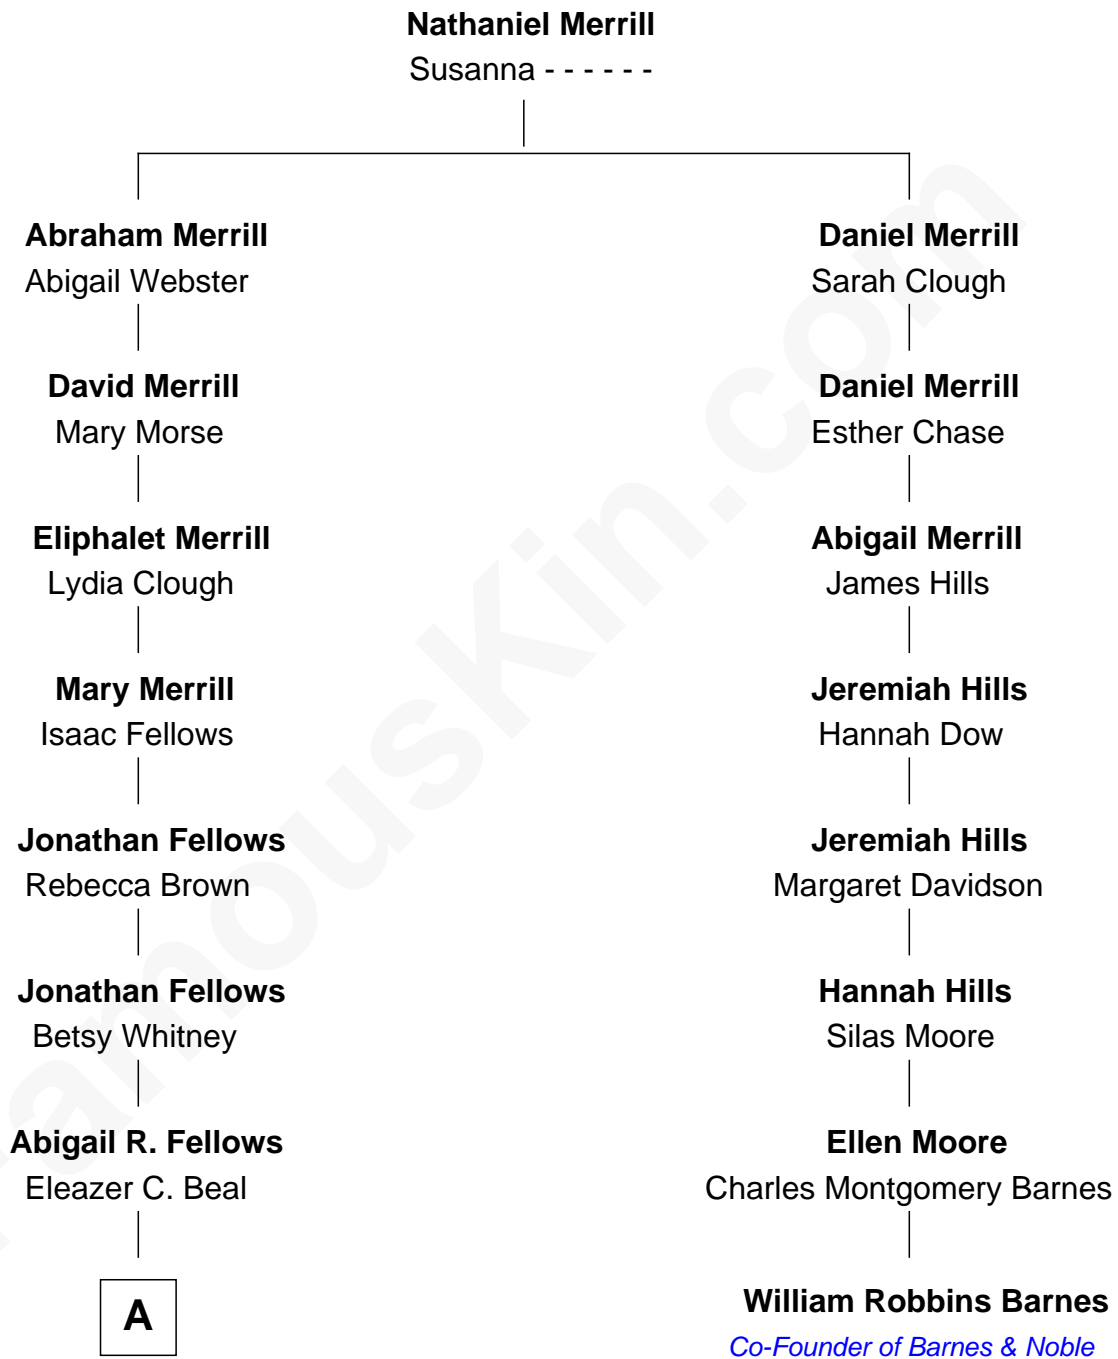 Nathaniel Merrill
Susanna - - - - - -
Abraham Merrill
Abigail Webster
David Merrill
Mary Morse
Eliphalet Merrill
Lydia Clough
Mary Merrill
Isaac Fellows
Jonathan Fellows
Rebecca Brown
Jonathan Fellows
Betsy Whitney
Abigail R. Fellows
Eleazer C. Beal
A
Daniel Merrill
Sarah Clough
Daniel Merrill
Esther Chase
Abigail Merrill
James Hills
Jeremiah Hills
Hannah Dow
Jeremiah Hills
Margaret Davidson
Hannah Hills
Silas Moore
Ellen Moore
Charles Montgomery Barnes
William Robbins Barnes
Co-Founder of Barnes & Noble
FamousKin.com